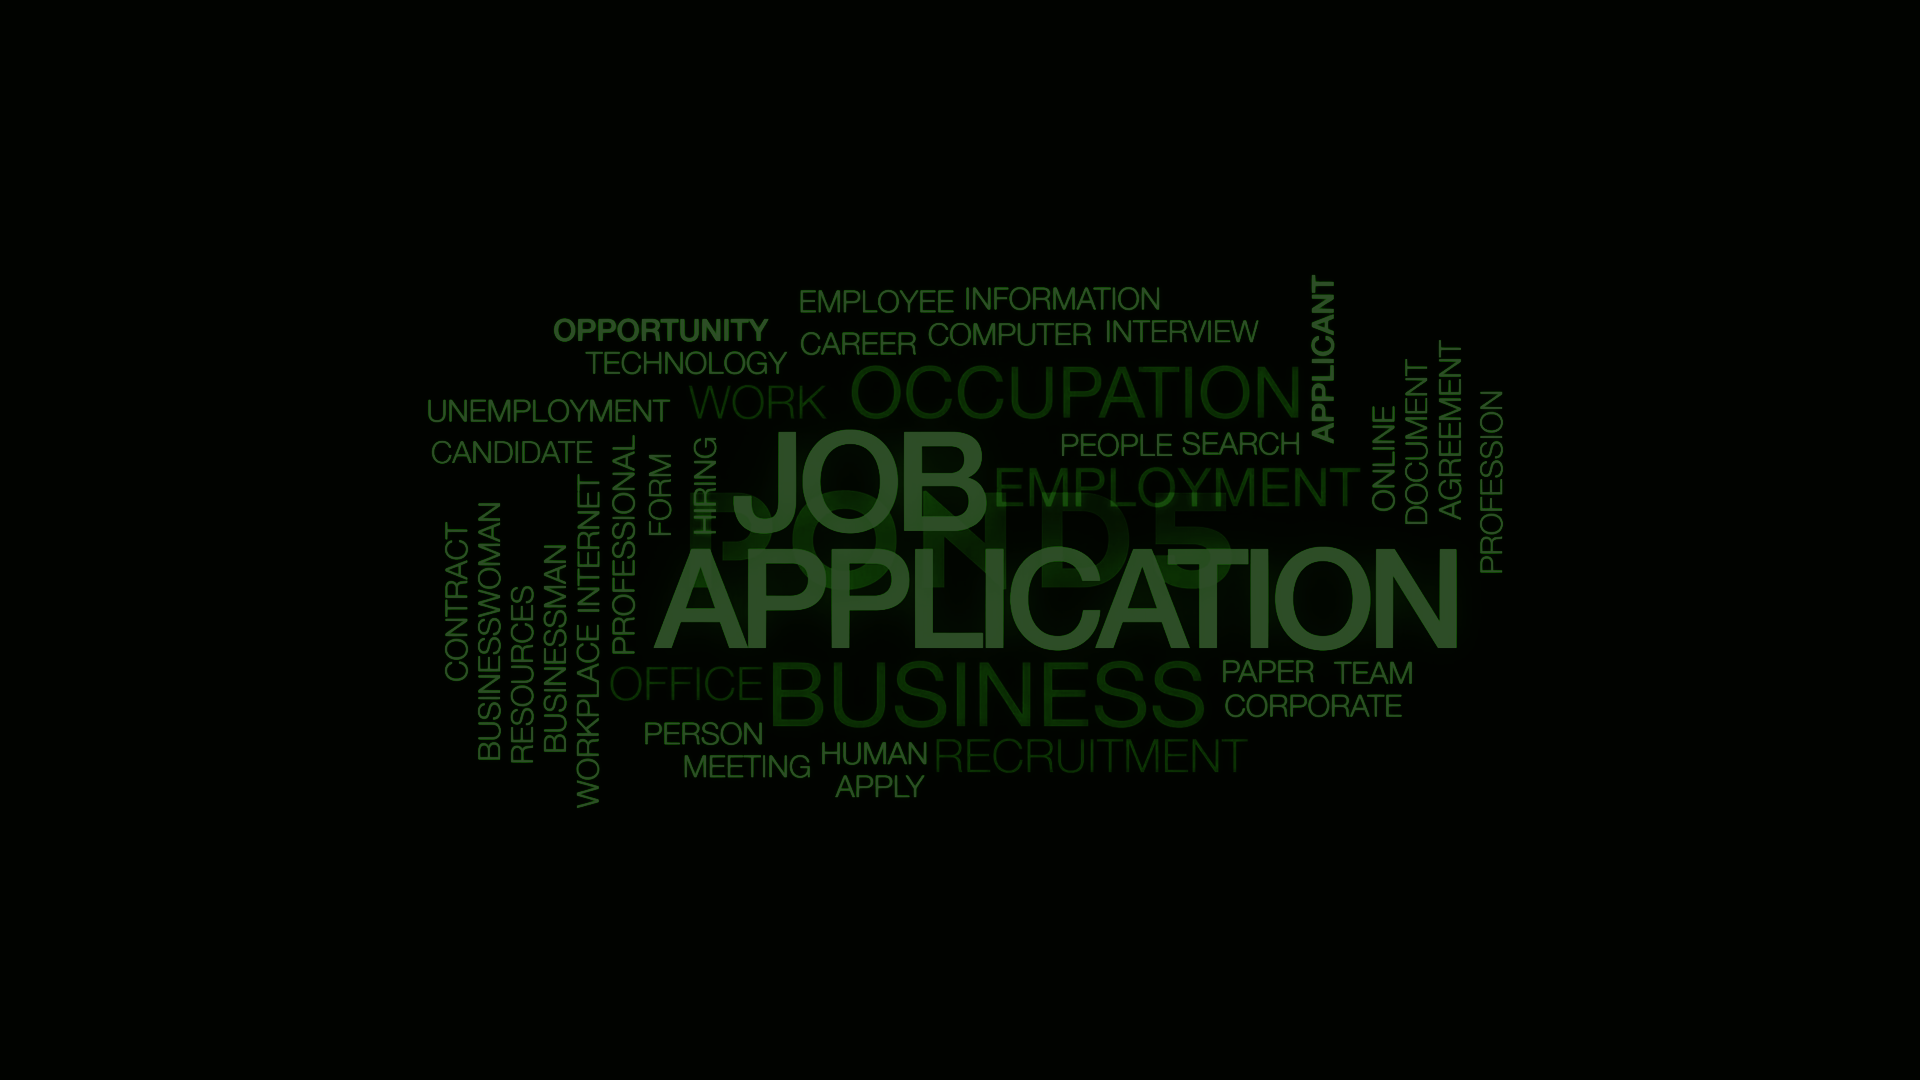 EMPLOYEE INFORMATION
OPPORTUNITY
CAREER COMPUTER INTERVIEW
TECHNOLOGY
APPLICANT
UNEMPLOYMENT WORK OCCUPATION
CANDIDATE
PEOPLE SEARCH
JOB
EMPLOYMENT
ONLINE
DOCUMENT
AGREEMENT
PROFESSION
HIRING
FORM
PROFESSIONAL
WORKPLACE INTERNET
BUSINESSMAN
RESOURCES
BUSINESSWOMAN
CONTRACT
POND5
APPLICATION
OFFICE BUSINESS
PAPER TEAM
CORPORATE
PERSON
MEETING
HUMAN RECRUITMENT
APPLY